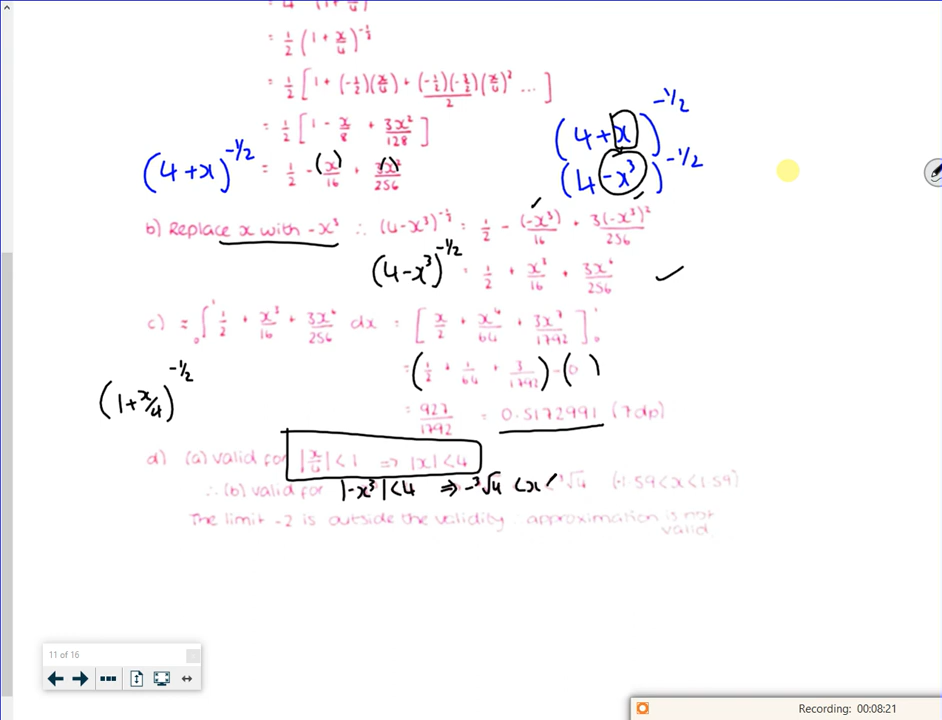 = 1/2 (1 + x/4)^-1/2
= 1/2 [ 1 + (-1/2)(x/4) + (-1/2)(-3/2)/2 (x/4)² ... ]
= 1/2 [ 1 - x/8 + 3x²/128 ]
(4+x)^-1/2 = 1/2 - (x)/16 + 3(x)²/256
(4+x)^-1/2
(4-x³)^-1/2
b) Replace x with -x³ ∴ (4-x³)^-1/2 = 1/2 - (-x³)/16 + 3(-x³)²/256
(4-x³)^-1/2 = 1/2 + x³/16 + 3x⁶/256 ✓
c) ≈ ∫₀¹ 1/2 + x³/16 + 3x⁶/256 dx = [ x/2 + x⁴/64 + 3x⁷/1792 ]₀¹
= (1/2 + 1/64 + 3/1792) - (0)
(1+x/4)^-1/2
= 927/1792 = 0.5172991 (7dp)
d) (a) valid for |x/4| < 1 ⇒ |x| < 4
∴ (b) valid for |-x³| < 4 ⇒ -³√4 < x < ³√4 (-1.59 < x < 1.59)
The limit -2 is outside the validity ∴ approximation is not
valid
11 of 16
Recording: 00:08:21